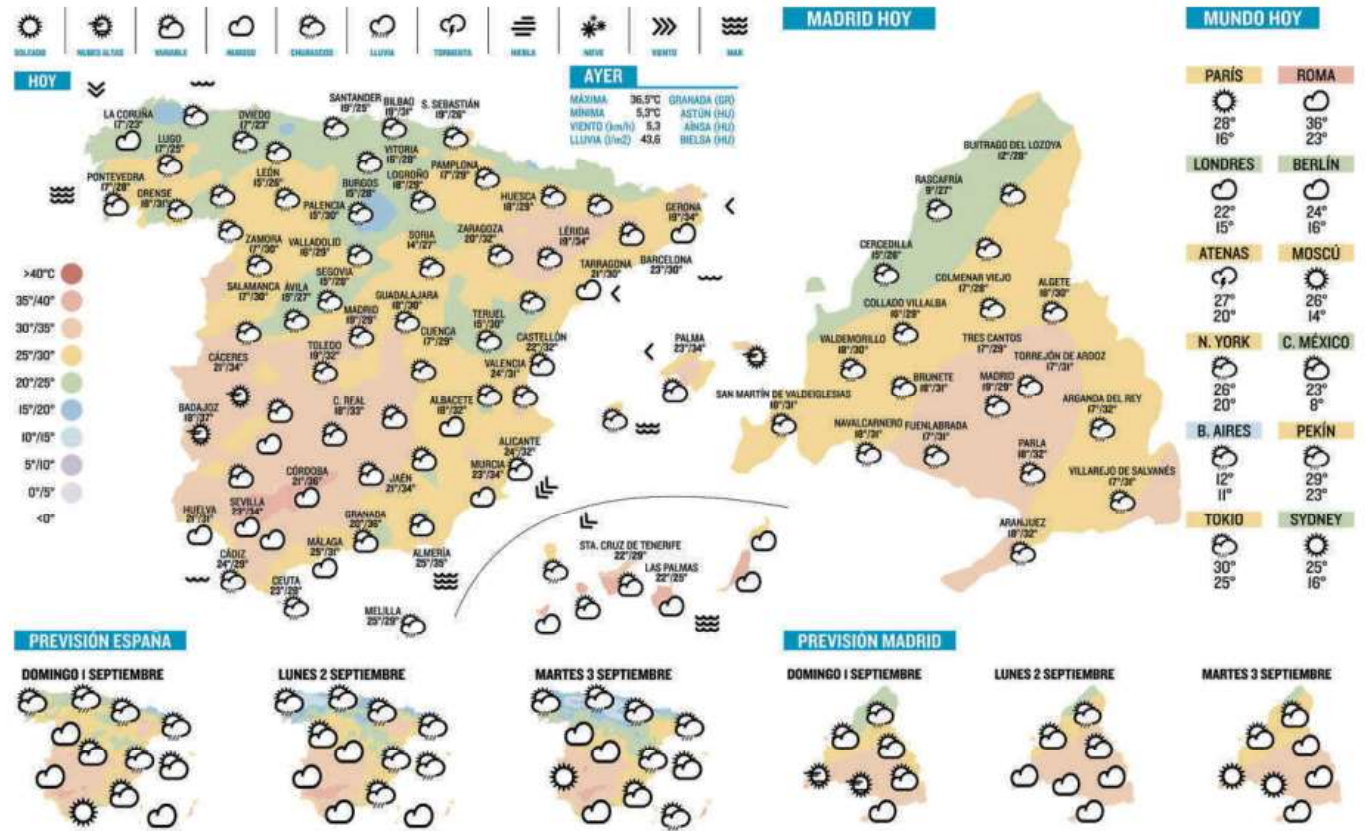 SOLEADO
NUBES ALTAS
VARIABLE
NUBOSO
CHUBASCOS
LLUVIA
TORMENTA
NIEBLA
NIEVE
VIENTO
MAR
HOY
AYER
MÁXIMA 36,5°C GRANADA (GR)
MÍNIMA 5,3°C ASTÚN (HU)
VIENTO (km/h) 5,3 AÍNSA (HU)
LLUVIA (l/m2) 43,6 BIELSA (HU)
LA CORUÑA
17°/23°
LUGO
17°/25°
OVIEDO
17°/23°
SANTANDER
19°/25°
BILBAO
19°/31°
S. SEBASTIÁN
19°/26°
PONTEVEDRA
17°/28°
ORENSE
18°/31°
LEÓN
15°/26°
PALENCIA
15°/30°
BURGOS
15°/28°
VITORIA
16°/28°
LOGROÑO
18°/29°
PAMPLONA
17°/29°
HUESCA
18°/29°
GERONA
19°/34°
ZAMORA
17°/30°
VALLADOLID
16°/29°
SORIA
14°/27°
ZARAGOZA
20°/32°
LÉRIDA
19°/34°
TARRAGONA
21°/30°
BARCELONA
23°/30°
SALAMANCA
17°/30°
ÁVILA
15°/27°
SEGOVIA
15°/28°
MADRID
19°/29°
GUADALAJARA
18°/30°
CUENCA
17°/29°
TERUEL
15°/30°
CASTELLÓN
22°/32°
PALMA
23°/34°
CÁCERES
21°/34°
TOLEDO
19°/32°
VALENCIA
24°/31°
BADAJOZ
19°/37°
C. REAL
18°/33°
ALBACETE
18°/32°
ALICANTE
24°/32°
MURCIA
23°/34°
CÓRDOBA
21°/36°
JAÉN
21°/34°
HUELVA
21°/31°
SEVILLA
23°/34°
GRANADA
20°/36°
CÁDIZ
24°/29°
MÁLAGA
25°/31°
ALMERÍA
25°/35°
CEUTA
23°/28°
MELILLA
25°/29°
STA. CRUZ DE TENERIFE
22°/29°
LAS PALMAS
22°/25°
>40°C
35°/40°
30°/35°
25°/30°
20°/25°
15°/20°
10°/15°
5°/10°
0°/5°
<0°
MADRID HOY
BUITRAGO DEL LOZOYA
12°/28°
RASCAFRÍA
9°/27°
CERCEDILLA
15°/26°
COLMENAR VIEJO
17°/28°
ALGETE
16°/30°
COLLADO VILLALBA
16°/29°
VALDEMORILLO
18°/30°
TRES CANTOS
17°/29°
TORREJÓN DE ARDOZ
17°/31°
SAN MARTÍN DE VALDEIGLESIAS
18°/31°
BRUNETE
18°/31°
MADRID
19°/29°
ARGANDA DEL REY
17°/32°
NAVALCARNERO
18°/31°
FUENLABRADA
17°/31°
PARLA
18°/32°
VILLAREJO DE SALVANÉS
17°/31°
ARANJUEZ
18°/32°
MUNDO HOY
PARÍS
28°
16°
ROMA
36°
23°
LONDRES
22°
15°
BERLÍN
24°
16°
ATENAS
27°
20°
MOSCÚ
26°
14°
N. YORK
26°
20°
C. MÉXICO
23°
8°
B. AIRES
12°
11°
PEKÍN
29°
23°
TOKIO
30°
25°
SYDNEY
25°
16°
PREVISIÓN ESPAÑA
DOMINGO 1 SEPTIEMBRE
LUNES 2 SEPTIEMBRE
MARTES 3 SEPTIEMBRE
PREVISIÓN MADRID
DOMINGO 1 SEPTIEMBRE
LUNES 2 SEPTIEMBRE
MARTES 3 SEPTIEMBRE